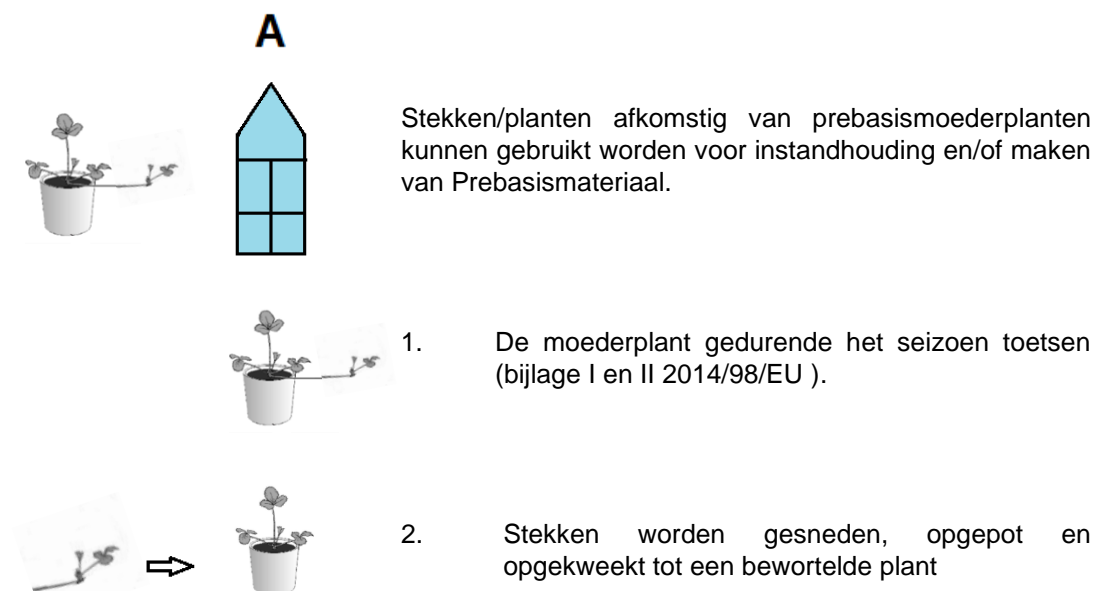 A
Stekken/planten afkomstig van prebasismoederplanten
kunnen gebruikt worden voor instandhouding en/of maken
van Prebasismateriaal.
1. De moederplant gedurende het seizoen toetsen
(bijlage I en II 2014/98/EU ).
2. Stekken worden gesneden, opgepot en
opgekweekt tot een bewortelde plant